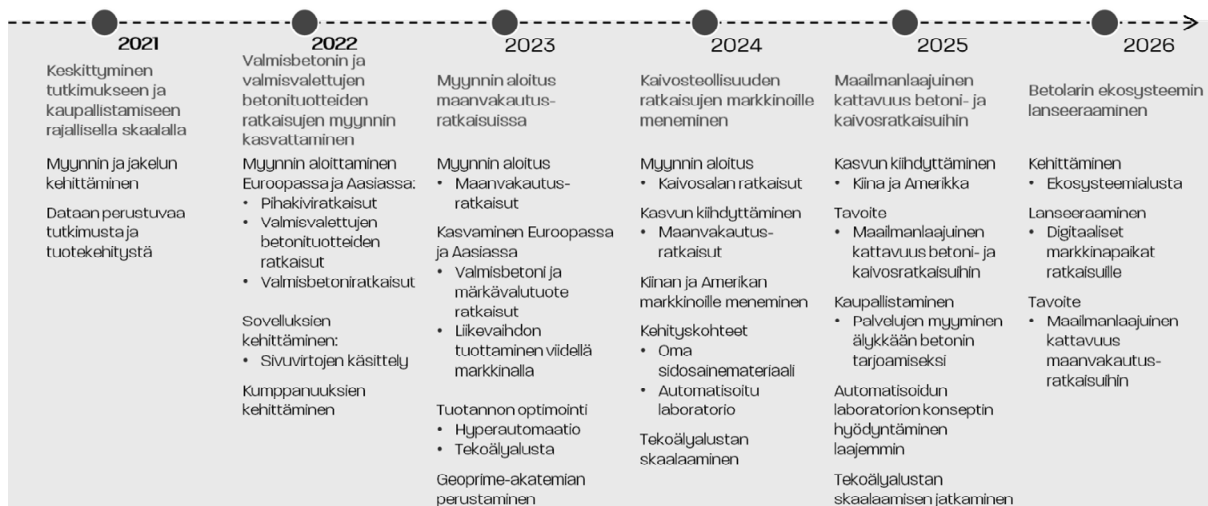 2021
Keskittyminen
tutkimukseen ja
kaupallistamiseen
rajallisella skaalalla
Myynnin ja jakelun
kehittäminen
Dataan perustuvaa
tutkimusta ja
tuotekehitystä
2022
Valmisbetonin ja
valmisvalettujen
betonituotteiden
ratkaisujen myynnin
kasvattaminen
Myynnin aloittaminen
Euroopassa ja Aasiassa:
• Pihakiviratkaisut
• Valmisvalettujen
betonituotteiden
ratkaisut
• Valmisbetoniratkaisut
Sovelluksien
kehittäminen:
• Sivuvirtojen käsittely
Kumppanuuksien
kehittäminen
2023
Myynnin aloitus
maanvakautus-
ratkaisuissa
Myynnin aloitus
• Maanvakautus-
ratkaisut
Kasvaminen Euroopassa
ja Aasiassa
• Valmisbetoni ja
märkävalutuote
ratkaisut
• Liikevaihdon
tuottaminen viidellä
markkinalla
Tuotannon optimointi
• Hyperautomaatio
• Tekoälyalusta
Geoprime-akatemian
perustaminen
2024
Kaivosteollisuuden
ratkaisujen markkinoille
meneminen
Myynnin aloitus
• Kaivosalan ratkaisut
Kasvun kiihdyttäminen
• Maanvakautus-
ratkaisut
Kiinan ja Amerikan
markkinoille meneminen
Kehityskohteet
• Oma
sidosainemateriaali
• Automatisoitu
laboratorio
Tekoälyalustan
skaalaaminen
2025
Maailmanlaajuinen
kattavuus betoni- ja
kaivosratkaisuihin
Kasvun kiihdyttäminen
• Kiina ja Amerikka
Tavoite
• Maailmanlaajuinen
kattavuus betoni- ja
kaivosratkaisuihin
Kaupallistaminen
• Palvelujen myyminen
älykkään betonin
tarjoamiseksi
Automatisoidun
laboratorion konseptin
hyödyntäminen
laajemmin
Tekoälyalustan
skaalaamisen jatkaminen
2026
Betolarin ekosysteemin
lanseeraaminen
Kehittäminen
• Ekosysteemialusta
Lanseeraaminen
• Digitaaliset
markkinapaikat
ratkaisuille
Tavoite
• Maailmanlaajuinen
kattavuus
maanvakautus-
ratkaisuihin